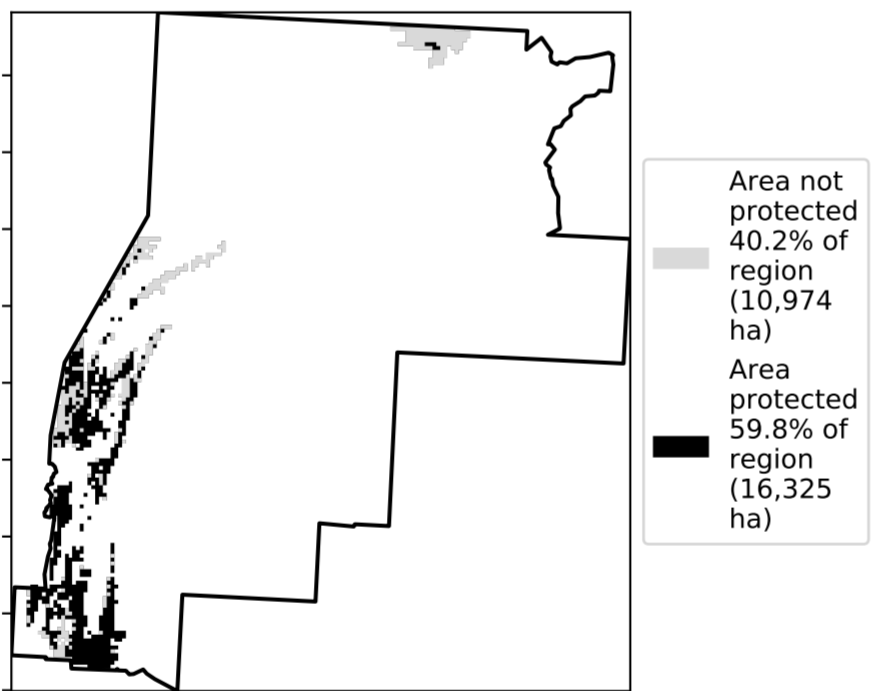 Area not
protected
40.2% of
region
(10,974
ha)
Area
protected
59.8% of
region
(16,325
ha)